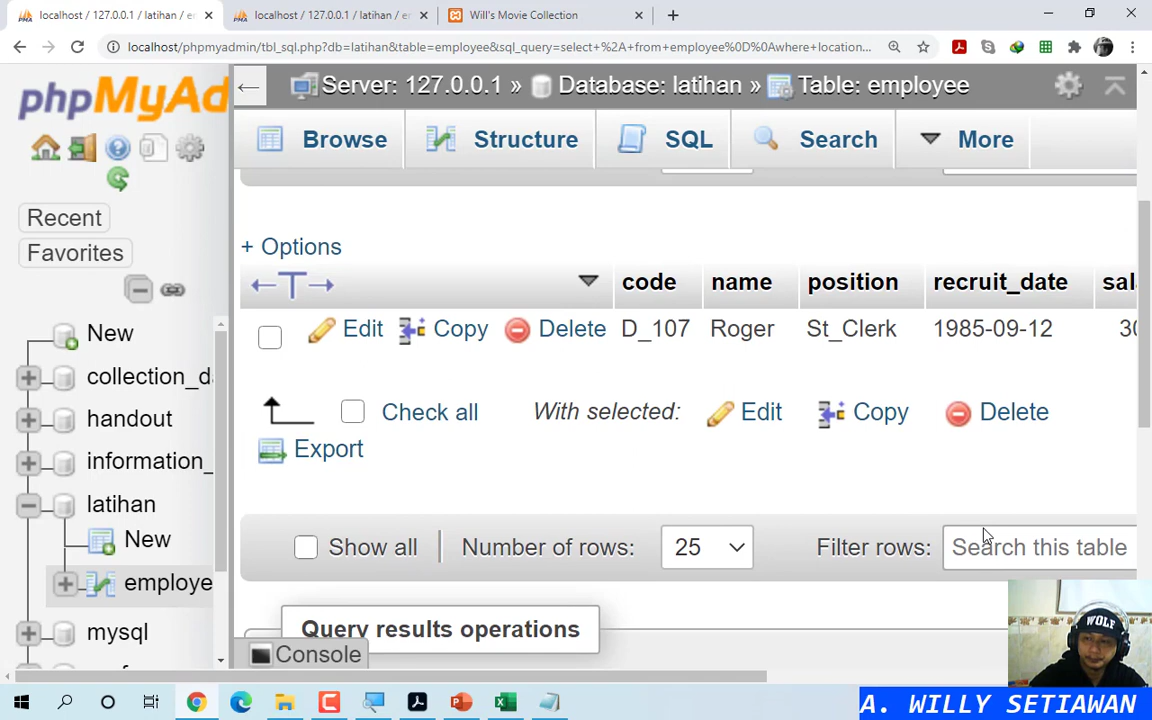 localhost / 127.0.0.1 / latihan / e
localhost / 127.0.0.1 / latihan / e
Will's Movie Collection
localhost/phpmyadmin/tbl_sql.php?db=latihan&table=employee&sql_query=select+%2A+from+employee%0D%0Awhere+location...
phpMyAd
Server: 127.0.0.1 » Database: latihan » Table: employee
Browse Structure SQL Search More
Recent
Favorites
New
collection_d
handout
information_
latihan
New
employe
mysql
+ Options
code name position recruit_date sal
Edit Copy Delete D_107 Roger St_Clerk 1985-09-12 30
Check all With selected: Edit Copy Delete
Export
Show all Number of rows: 25 Filter rows: Search this table
Query results operations
Console
WOLF
A. WILLY SETIAWAN